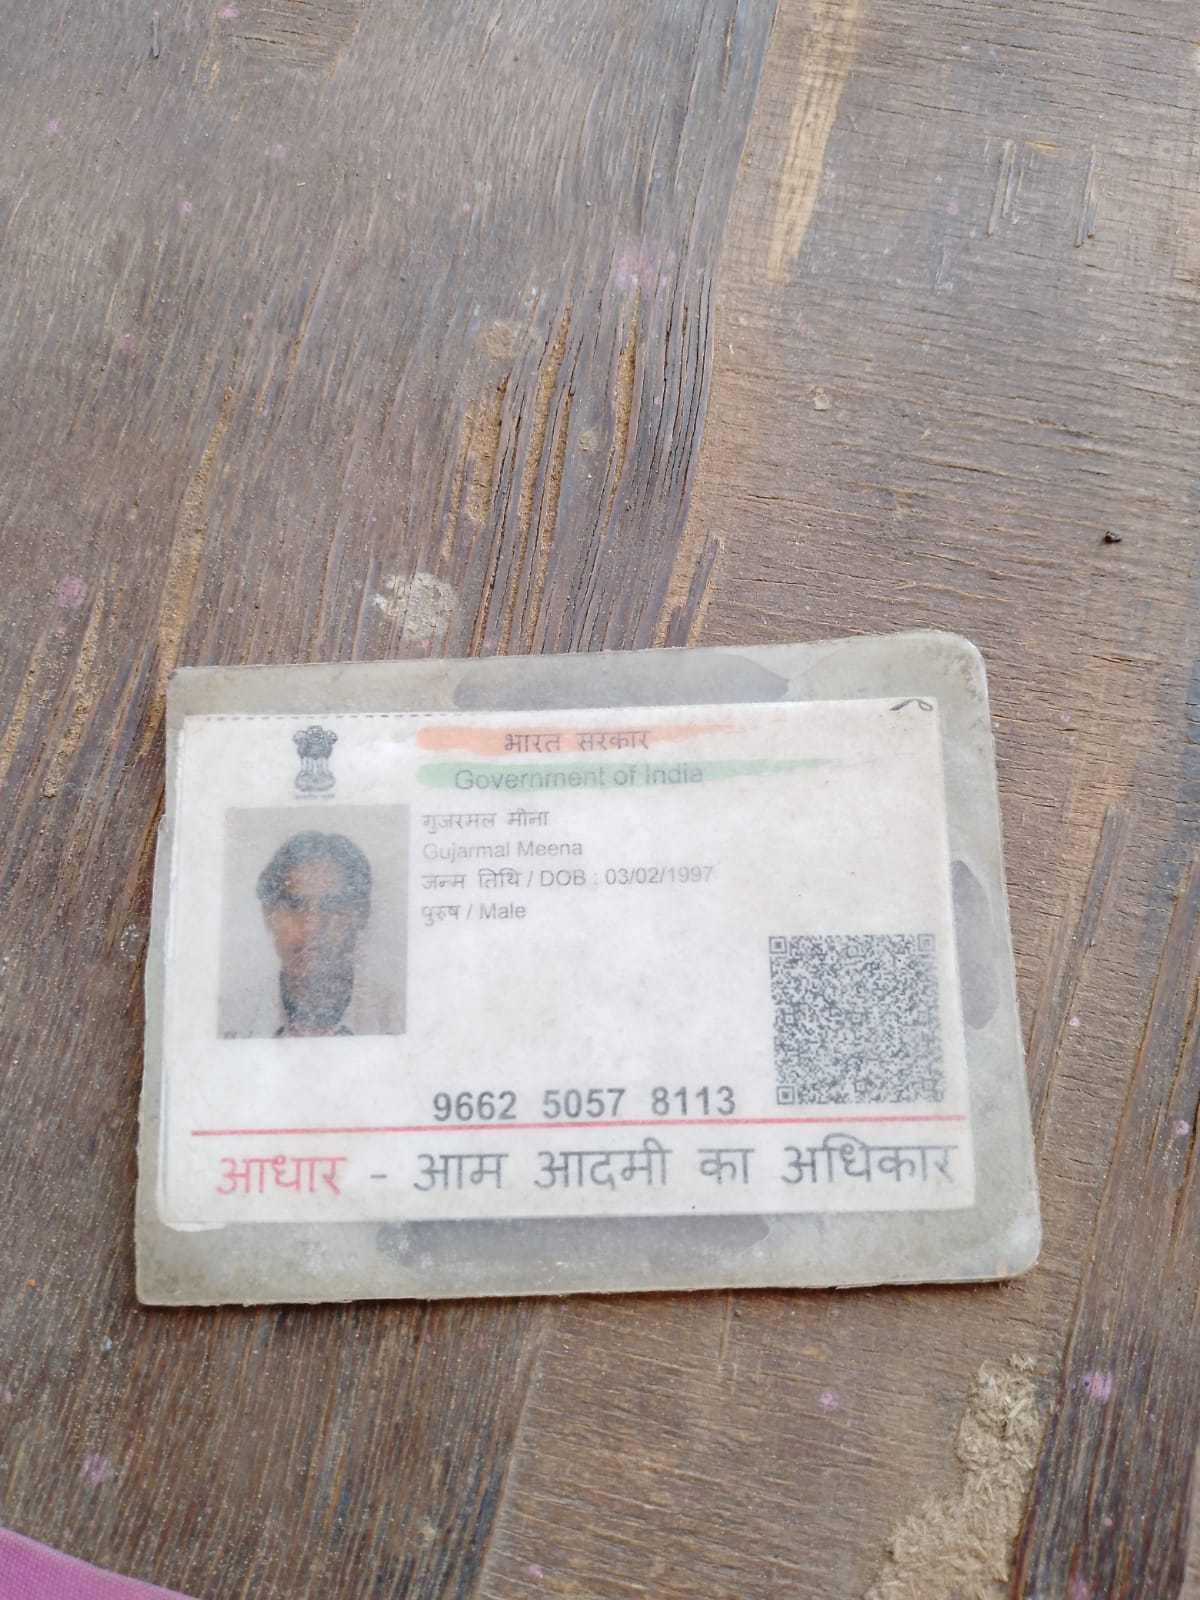 भारत सरकार
Government of India
गुजरमल मीना
Gujarmal Meena
जन्म तिथि / DOB : 03/02/1997
पुरुष / Male
9662 5057 8113
आधार - आम आदमी का अधिकार